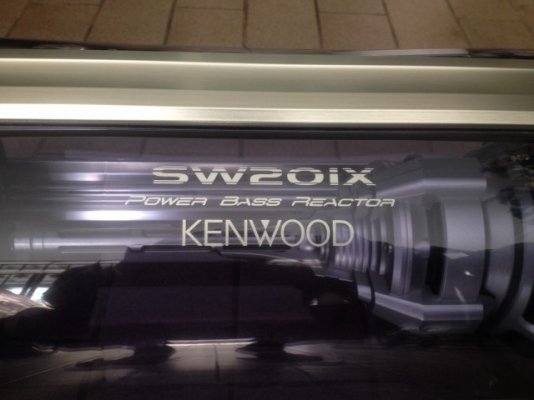 SW201X
POWER BASS REACTOR
KENWOOD